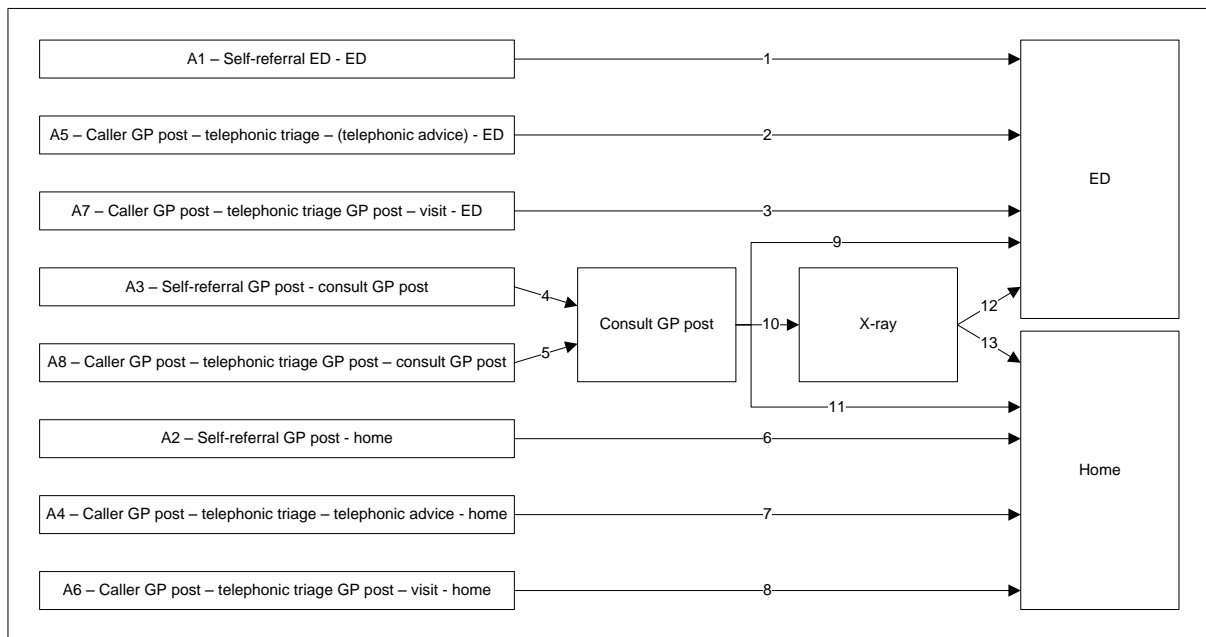 A1 – Self-referral ED - ED
1
A5 – Caller GP post – telephonic triage – (telephonic advice) - ED
2
ED
A7 – Caller GP post – telephonic triage GP post – visit - ED
3
9
A3 – Self-referral GP post - consult GP post
4
12
Consult GP post
10
X-ray
13
A8 – Caller GP post – telephonic triage GP post – consult GP post
5
11
A2 – Self-referral GP post - home
6
Home
A4 – Caller GP post – telephonic triage – telephonic advice - home
7
A6 – Caller GP post – telephonic triage GP post – visit - home
8